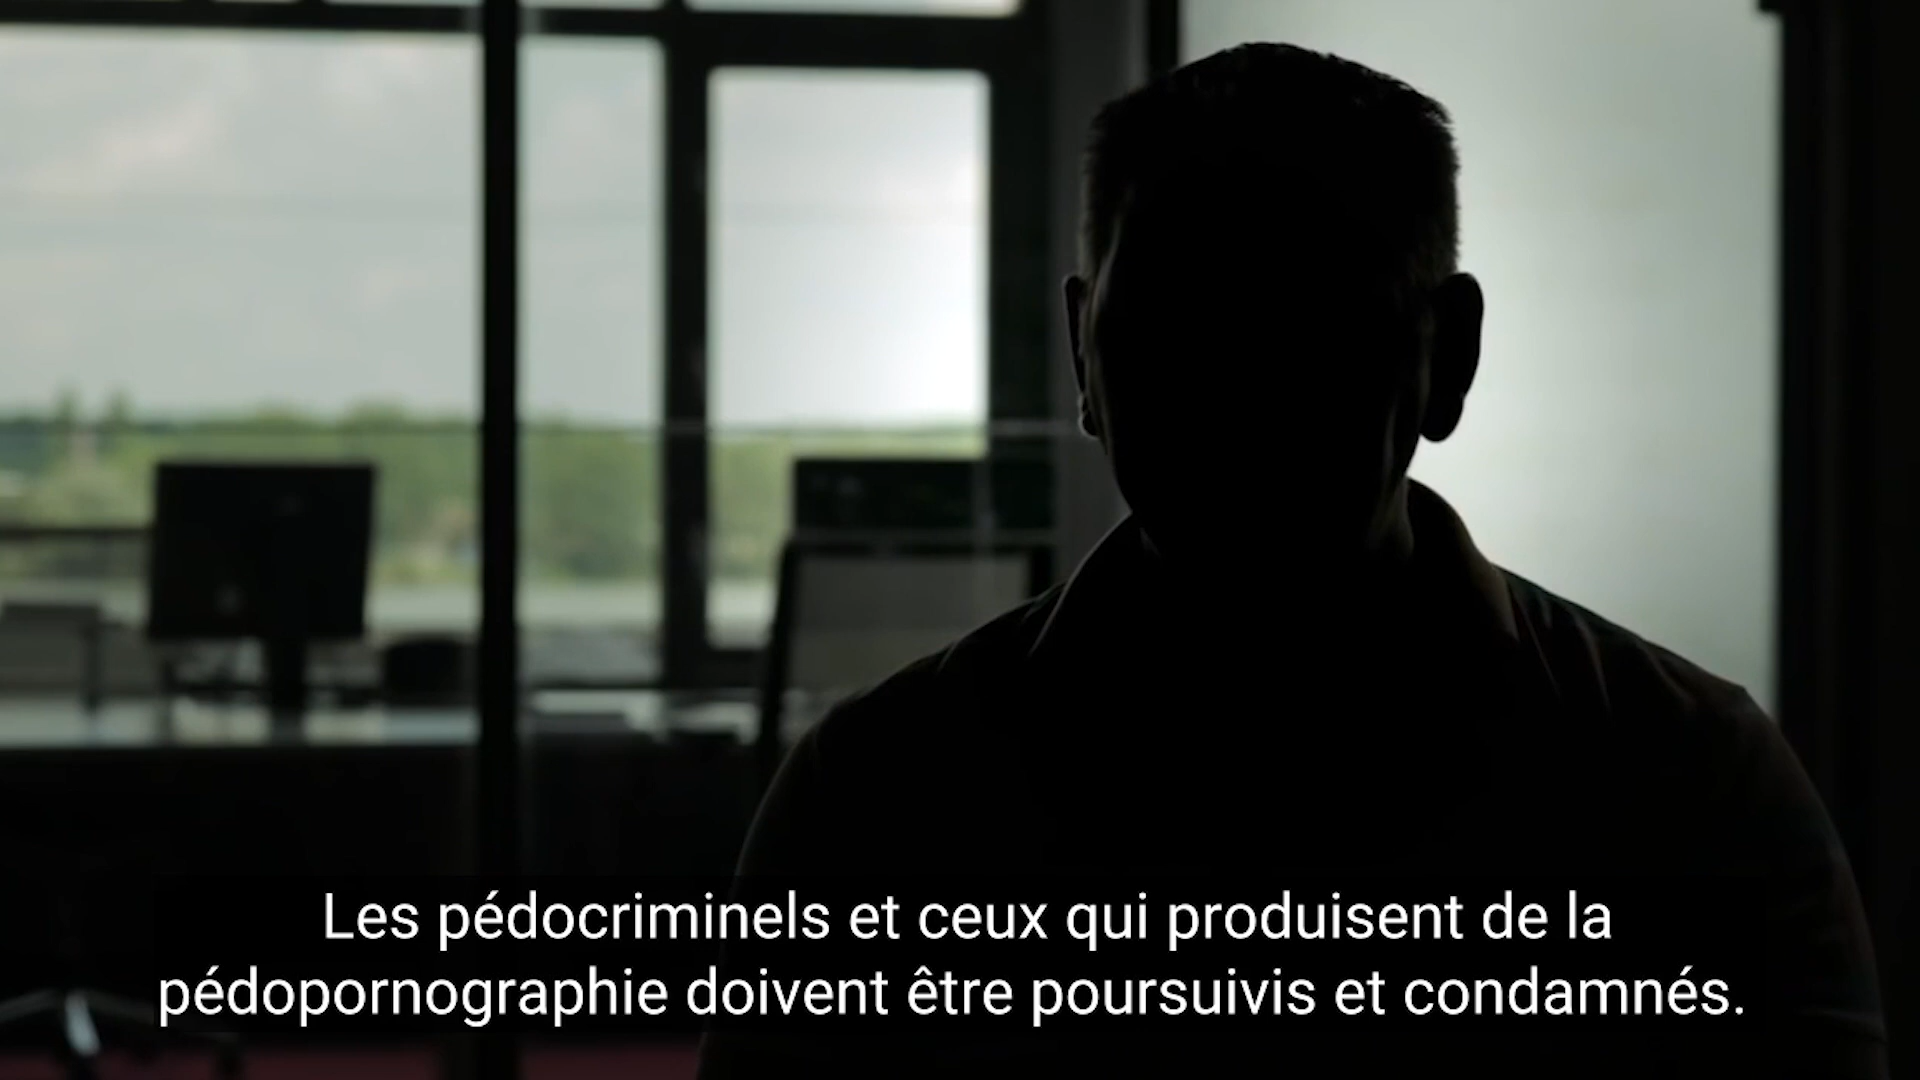 Les pédocriminels et ceux qui produisent de la
pédopornographie doivent être poursuivis et condamnés.